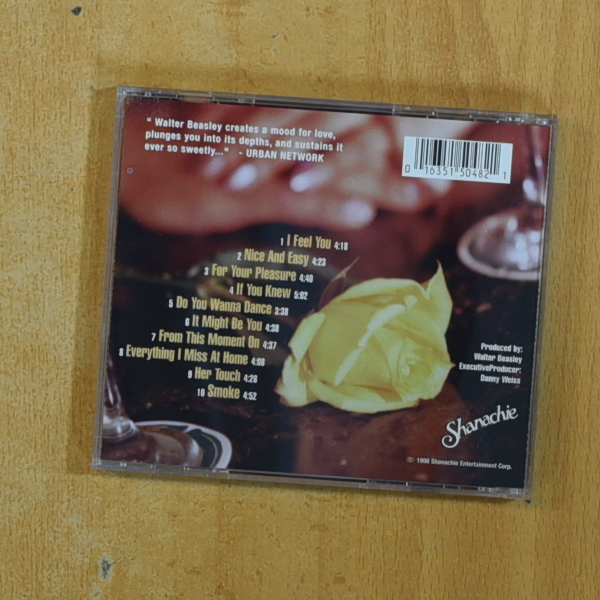 " Walter Beasley creates a mood for love,
plunges you into its depths, and sustains it
ever so sweetly..." - URBAN NETWORK
0 16351 50482 1
1 I Feel You 4:18
2 Nice And Easy 4:23
3 For Your Pleasure 4:40
4 If You Knew 5:02
5 Do You Wanna Dance 3:38
6 It Might Be You 4:38
7 From This Moment On 4:37
8 Everything I Miss At Home 4:08
9 Her Touch 4:26
10 Smoke 4:52
Produced by:
Walter Beasley
ExecutiveProducer:
Danny Weiss
Shanachie
℗ 1998 Shanachie Entertainment Corp.